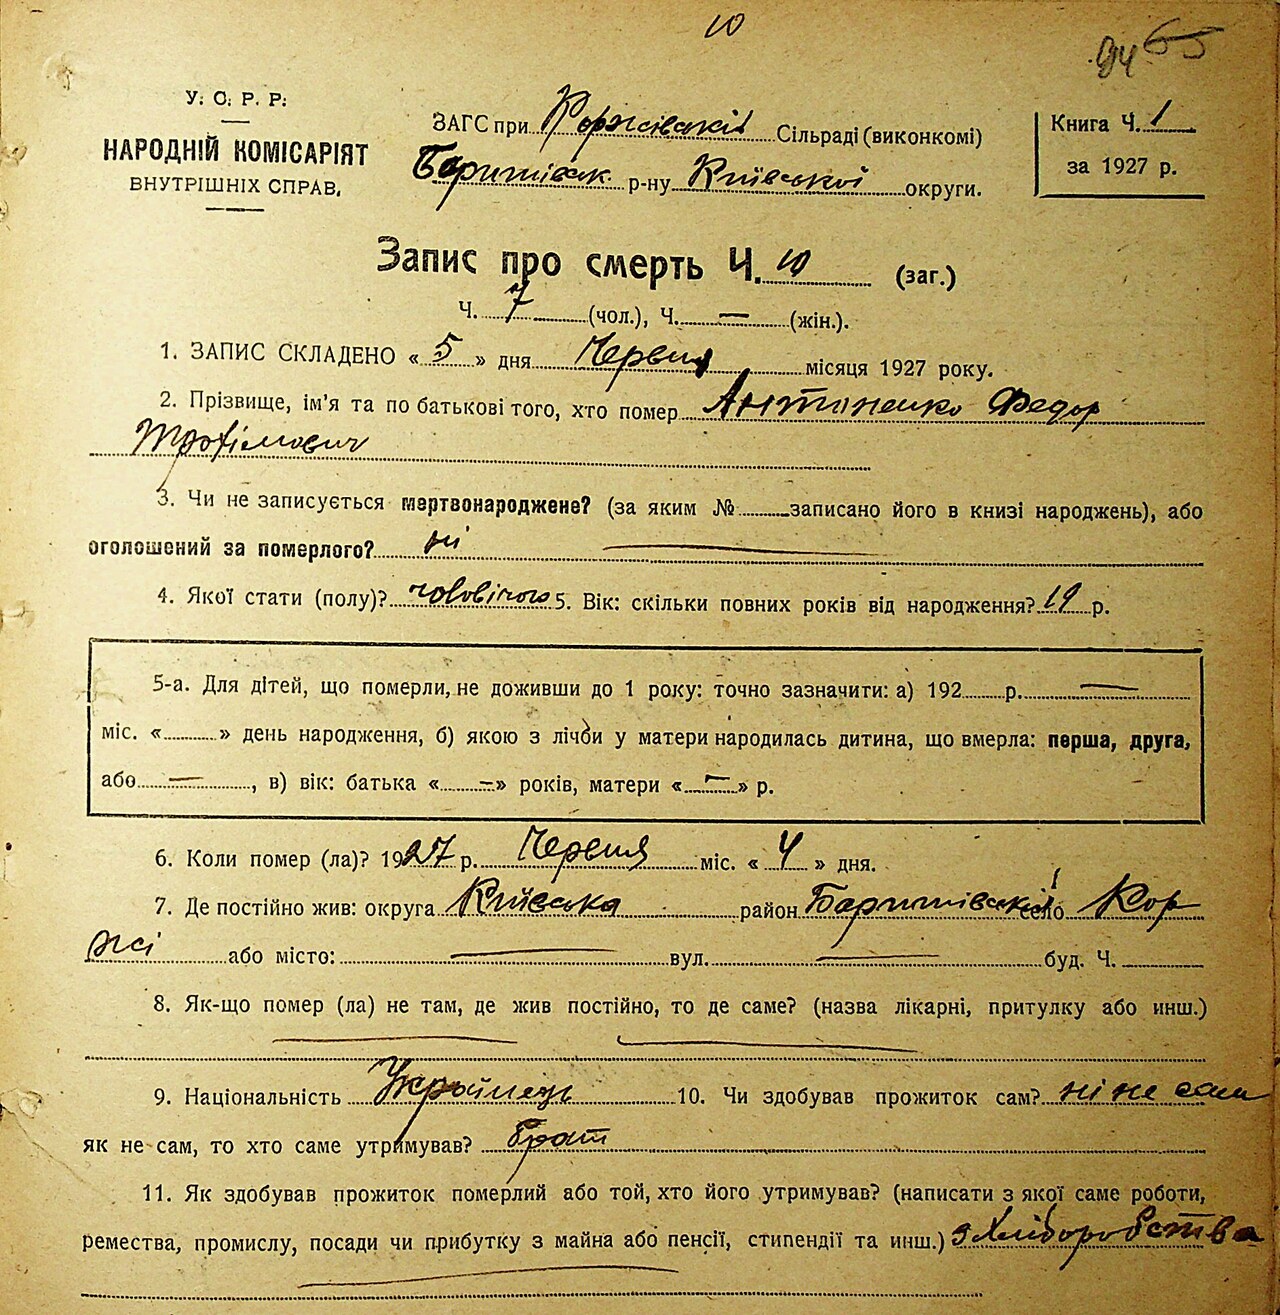 10
94 65
У. С. Р. Р.
НАРОДНІЙ КОМІСАРІЯТ
ВНУТРІШНІХ СПРАВ.
ЗАГС при Коржівській Сільраді (виконкомі)
Баришівськ. р-ну Київської округи.
Книга Ч. 1
за 1927 р.
Запис про смерть Ч. 10 (заг.)
Ч. 7 (чол.), Ч. — (жін.).
1. ЗАПИС СКЛАДЕНО « 5 » дня Червня місяця 1927 року.
2. Прізвище, ім'я та по батькові того, хто помер Антоненко Федор
Трохімович
3. Чи не записується мертвонароджене? (за яким № записано його в книзі народжень), або
оголошений за померлого? ні —
4. Якої стати (полу)? чоловічого 5. Вік: скільки повних років від народження? 19 р.
5-а. Для дітей, що померли, не доживши до 1 року: точно зазначити: а) 192 р. —
міс. « » день народження, б) якою з лічби у матери народилась дитина, що вмерла: перша, друга,
або —, в) вік: батька « — » років, матери « — » р.
6. Коли помер (ла)? 1927 р. Червня міс. « 4 » дня.
7. Де постійно жив: округа Київська район Баришівській село Кор
жі або місто: — вул. — буд. Ч.
8. Як-що помер (ла) не там, де жив постійно, то де саме? (назва лікарні, притулку або инш.)
— —
9. Національність Українець 10. Чи здобував прожиток сам? ні не сам
як не сам, то хто саме утримував? брат
11. Як здобував прожиток померлий або той, хто його утримував? (написати з якої саме роботи,
ремества, промислу, посади чи прибутку з майна або пенсії, стипендії та инш.) з Хліборобства
—